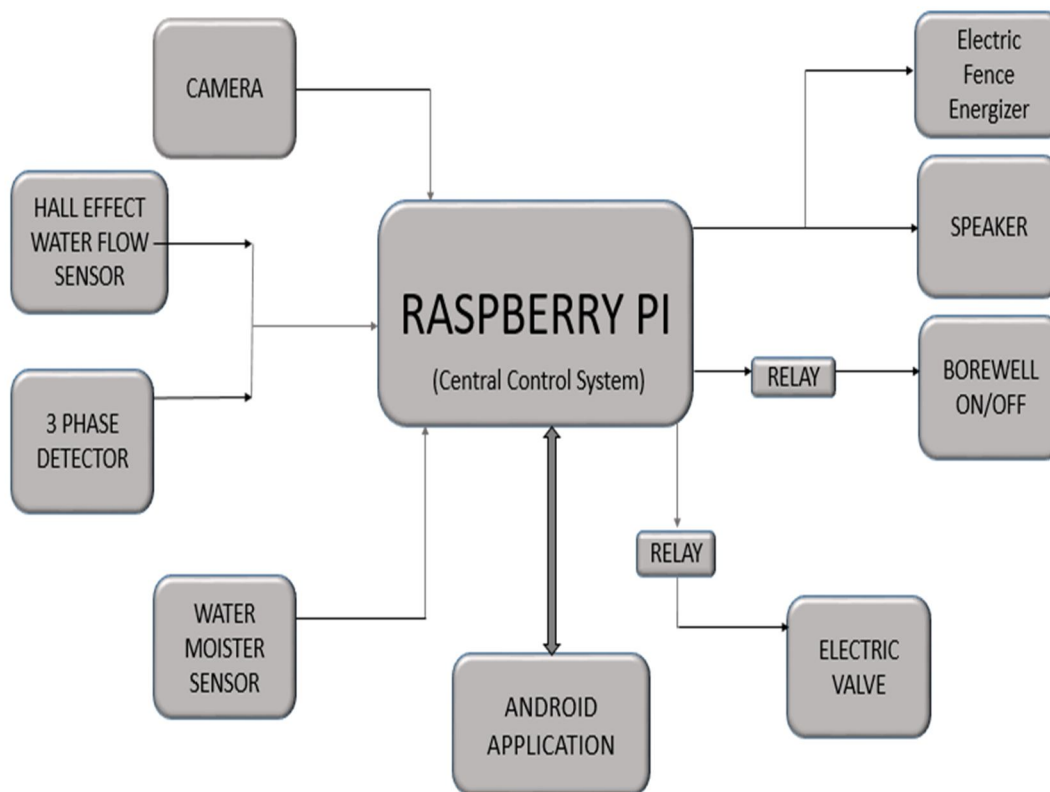 CAMERA
Electric
Fence
Energizer
HALL EFFECT
WATER FLOW
SENSOR
SPEAKER
RASPBERRY PI
(Central Control System)
RELAY
BOREWELL
ON/OFF
3 PHASE
DETECTOR
RELAY
WATER
MOISTER
SENSOR
ELECTRIC
VALVE
ANDROID
APPLICATION